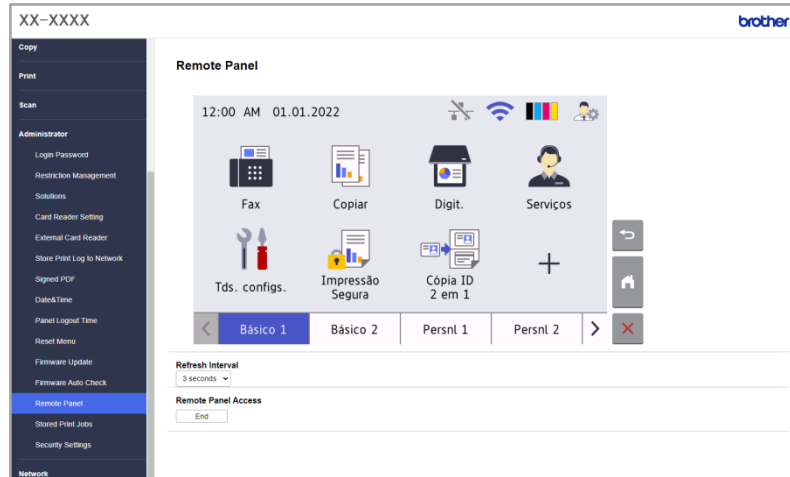 XX-XXXX
brother
Copy
Print
Scan
Administrator
Login Password
Restriction Management
Solutions
Card Reader Setting
External Card Reader
Store Print Log to Network
Signed PDF
Date&Time
Panel Logout Time
Reset Menu
Firmware Update
Firmware Auto Check
Remote Panel
Stored Print Jobs
Security Settings
Network
Remote Panel
12:00 AM 01.01.2022
Fax
Copiar
Digit.
Serviços
Tds. configs.
Impressão
Segura
Cópia ID
2 em 1
Básico 1
Básico 2
Persnl 1
Persnl 2
Refresh Interval
3 seconds
Remote Panel Access
End